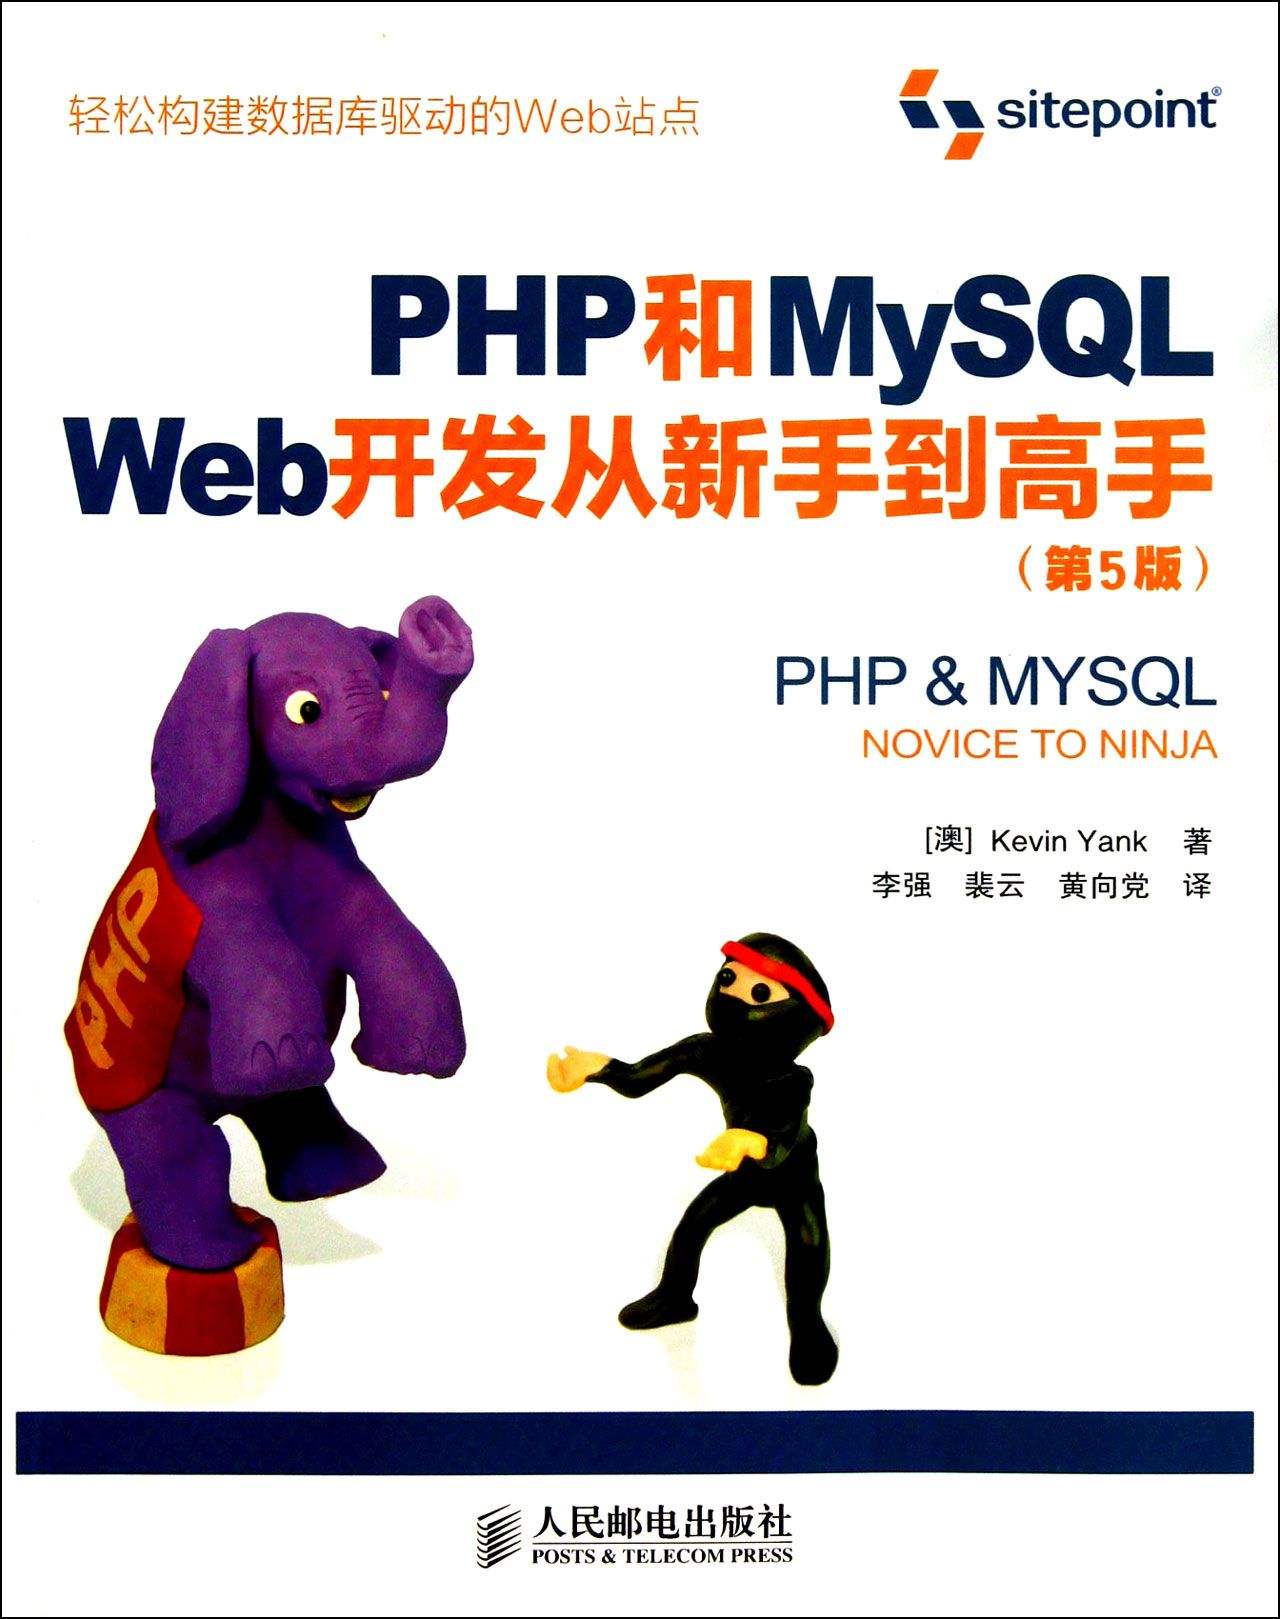 轻松构建数据库驱动的Web站点
sitepoint®
PHP和MySQL
Web开发从新手到高手
（第5版）
PHP & MYSQL
NOVICE TO NINJA
[澳] Kevin Yank 著
李强 裴云 黄向党 译
PHP
人民邮电出版社
POSTS & TELECOM PRESS